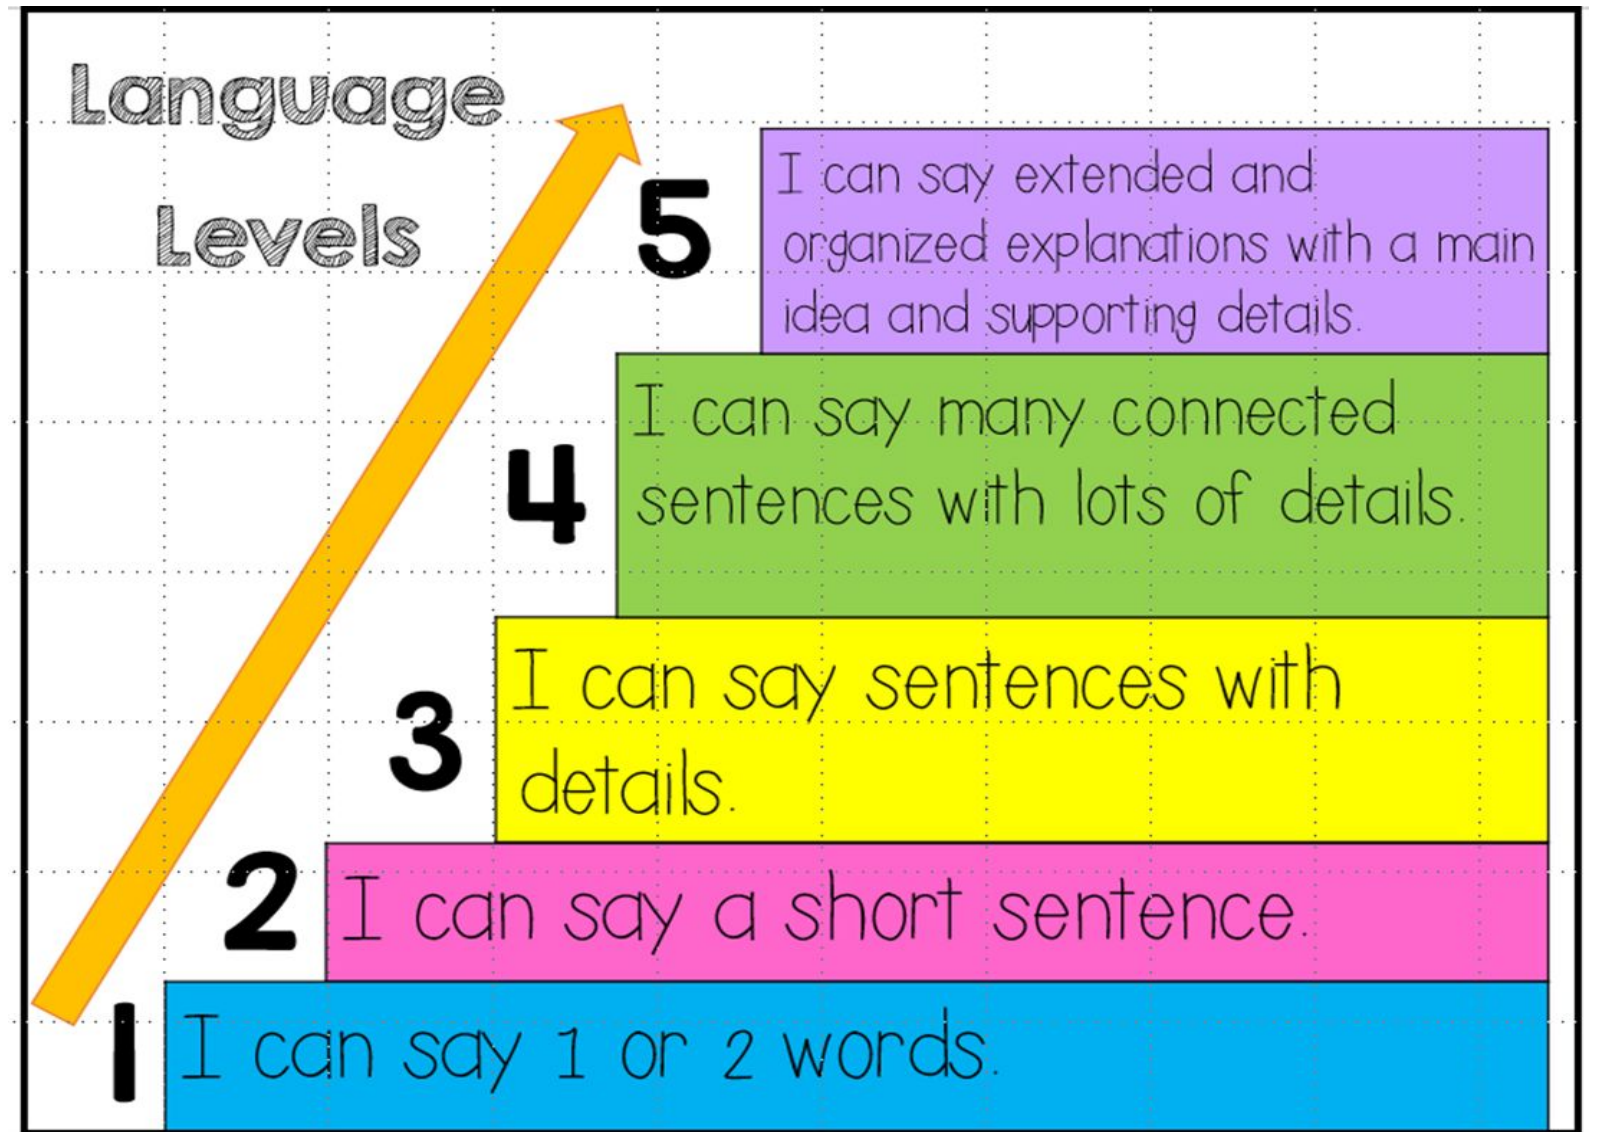 Language
Levels
5
I can say extended and
organized explanations with a main
idea and supporting details.
4
I can say many connected
sentences with lots of details.
3
I can say sentences with
details.
2
I can say a short sentence.
1
I can say 1 or 2 words.